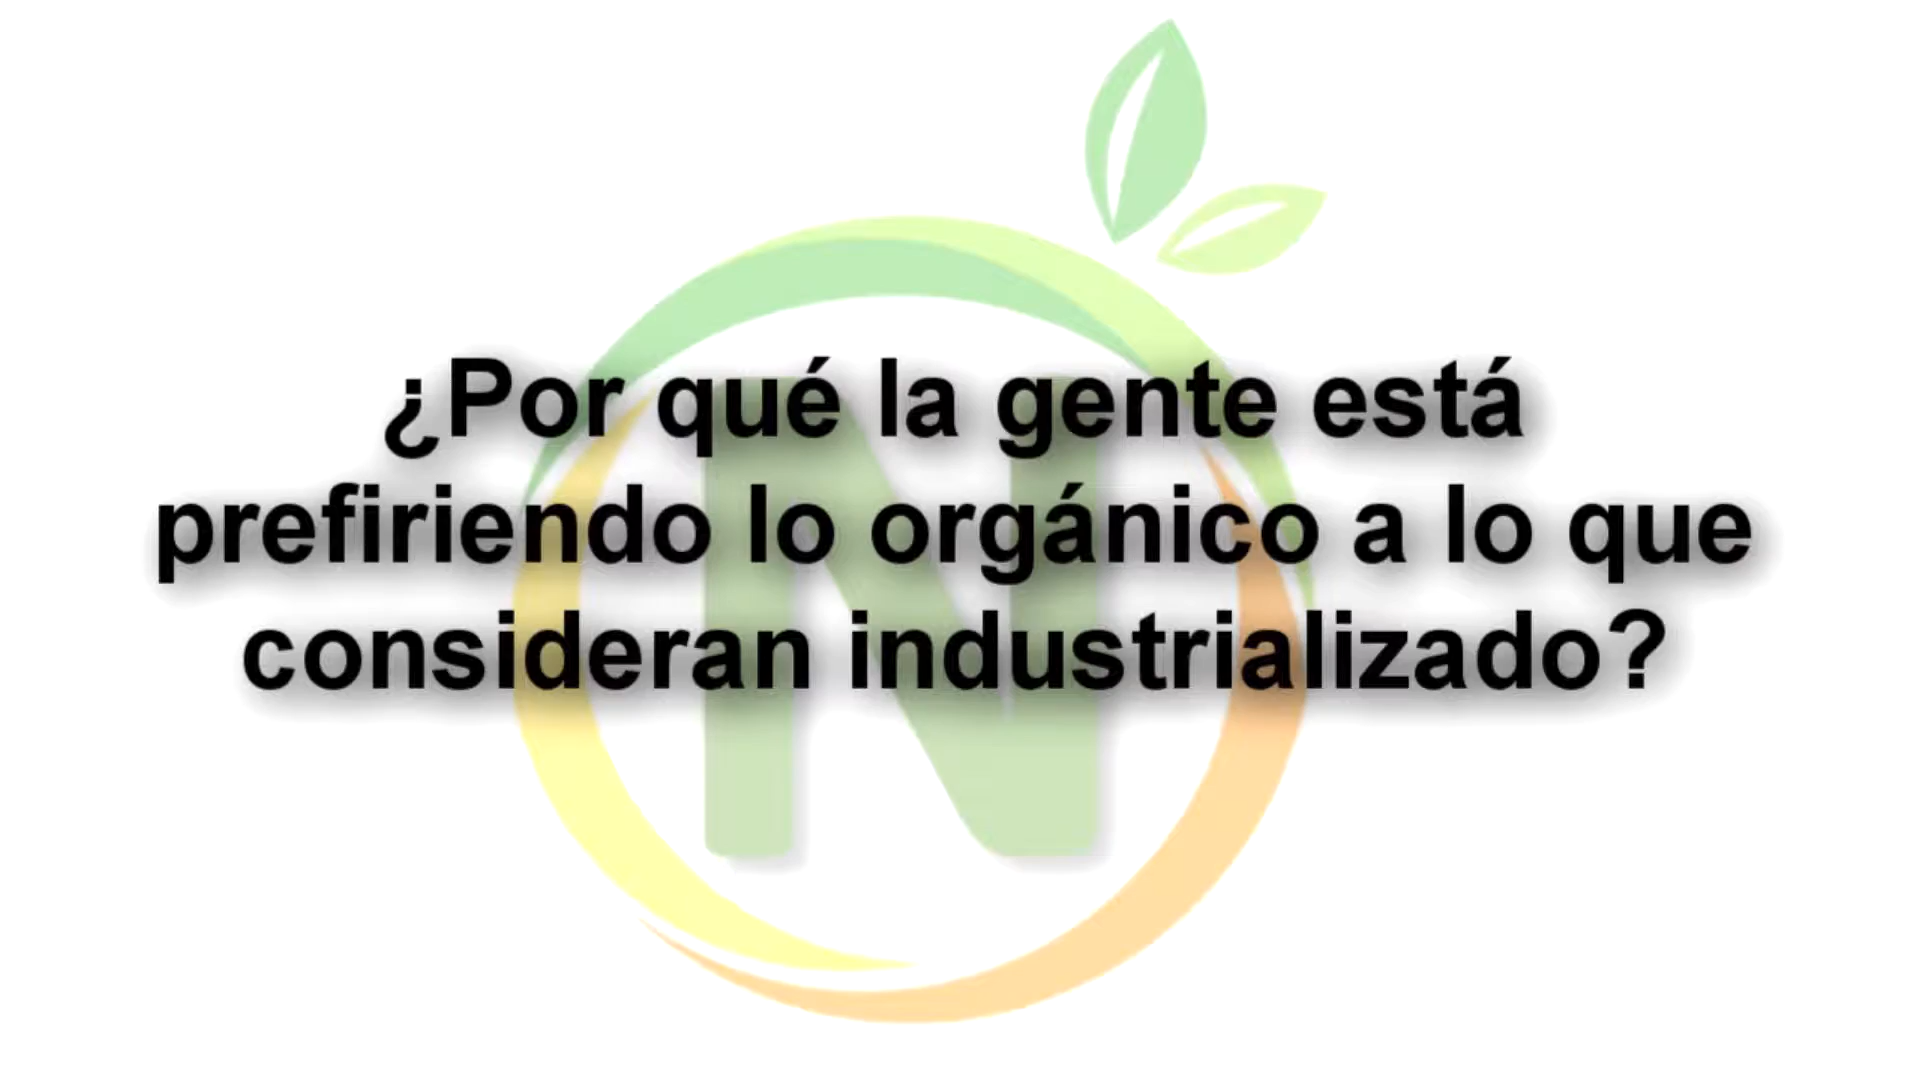 ¿Por qué la gente está
prefiriendo lo orgánico a lo que
consideran industrializado?
N